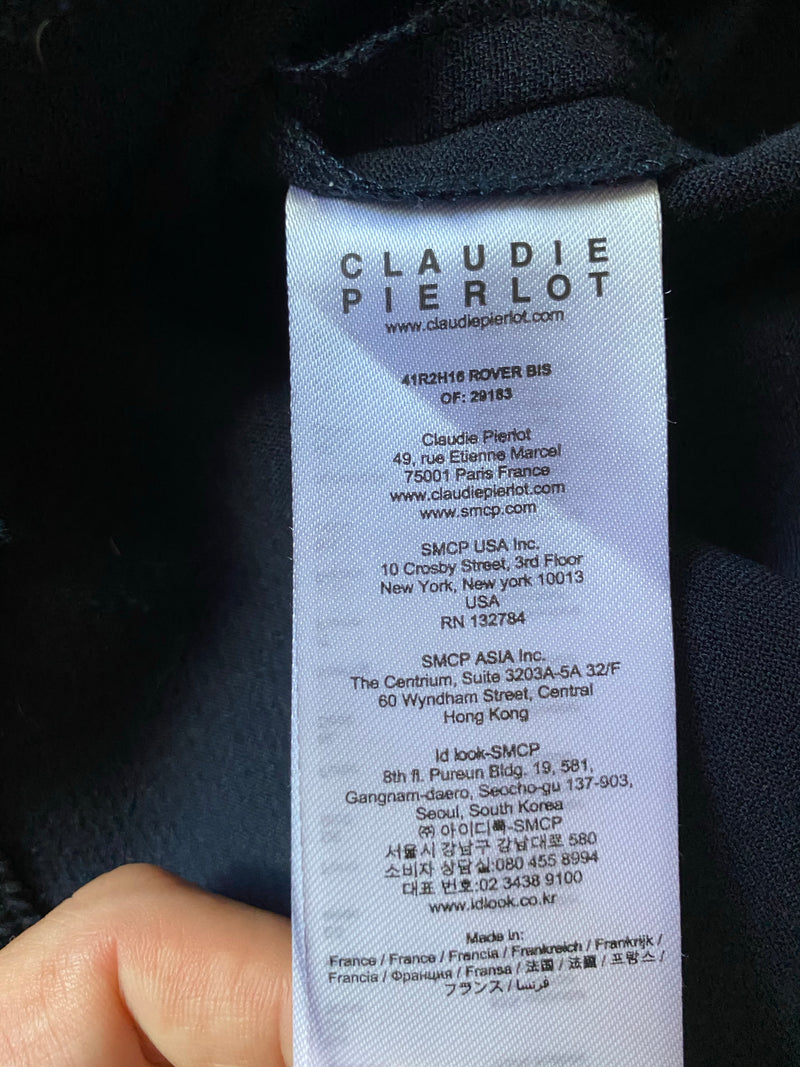 CLAUDIE
PIERLOT
www.claudiepierlot.com
41R2H16 ROVER BIS
OF: 29183
Claudie Pierlot
49, rue Etienne Marcel
75001 Paris France
www.claudiepierlot.com
www.smcp.com
SMCP USA Inc.
10 Crosby Street, 3rd Floor
New York, New york 10013
USA
RN 132784
SMCP ASIA Inc.
The Centrium, Suite 3203A-5A 32/F
60 Wyndham Street, Central
Hong Kong
Id look-SMCP
8th fl. Pureun Bldg. 19, 581,
Gangnam-daero, Seocho-gu 137-903,
Seoul, South Korea
㈜ 아이디룩-SMCP
서울시 강남구 강남대로 580
소비자 상담실:080 455 8994
대표 번호:02 3438 9100
www.idlook.co.kr
Made in:
France / France / Francia / Frankreich / Frankrijk /
Francia / Франция / Fransa / 法国 / 法國 / 프랑스 /
フランス / فرنسا